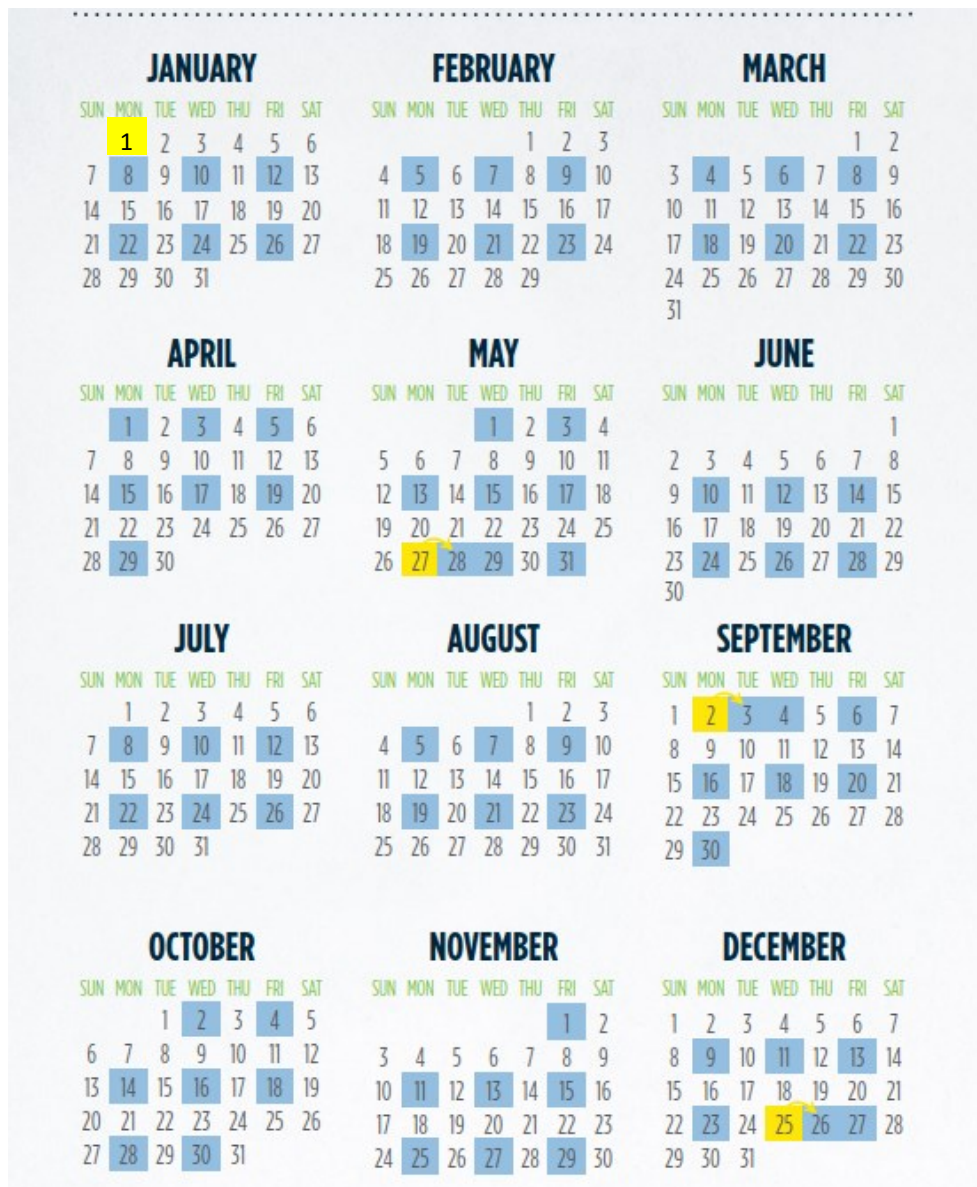 JANUARY FEBRUARY MARCH
SUN MON TUE WED THU FRI SAT SUN MON TUE WED THU FRI SAT SUN MON TUE WED THU FRI SAT
1 2 3 4 5 6 1 2 3 1 2
7 8 9 10 11 12 13 4 5 6 7 8 9 10 3 4 5 6 7 8 9
14 15 16 17 18 19 20 11 12 13 14 15 16 17 10 11 12 13 14 15 16
21 22 23 24 25 26 27 18 19 20 21 22 23 24 17 18 19 20 21 22 23
28 29 30 31 25 26 27 28 29 24 25 26 27 28 29 30
31
APRIL MAY JUNE
SUN MON TUE WED THU FRI SAT SUN MON TUE WED THU FRI SAT SUN MON TUE WED THU FRI SAT
1 2 3 4 5 6 1 2 3 4 1
7 8 9 10 11 12 13 5 6 7 8 9 10 11 2 3 4 5 6 7 8
14 15 16 17 18 19 20 12 13 14 15 16 17 18 9 10 11 12 13 14 15
21 22 23 24 25 26 27 19 20 21 22 23 24 25 16 17 18 19 20 21 22
28 29 30 26 27 28 29 30 31 23 24 25 26 27 28 29
30
JULY AUGUST SEPTEMBER
SUN MON TUE WED THU FRI SAT SUN MON TUE WED THU FRI SAT SUN MON TUE WED THU FRI SAT
1 2 3 4 5 6 1 2 3 1 2 3 4 5 6 7
7 8 9 10 11 12 13 4 5 6 7 8 9 10 8 9 10 11 12 13 14
14 15 16 17 18 19 20 11 12 13 14 15 16 17 15 16 17 18 19 20 21
21 22 23 24 25 26 27 18 19 20 21 22 23 24 22 23 24 25 26 27 28
28 29 30 31 25 26 27 28 29 30 31 29 30
OCTOBER NOVEMBER DECEMBER
SUN MON TUE WED THU FRI SAT SUN MON TUE WED THU FRI SAT SUN MON TUE WED THU FRI SAT
1 2 3 4 5 1 2 1 2 3 4 5 6 7
6 7 8 9 10 11 12 3 4 5 6 7 8 9 8 9 10 11 12 13 14
13 14 15 16 17 18 19 10 11 12 13 14 15 16 15 16 17 18 19 20 21
20 21 22 23 24 25 26 17 18 19 20 21 22 23 22 23 24 25 26 27 28
27 28 29 30 31 24 25 26 27 28 29 30 29 30 31